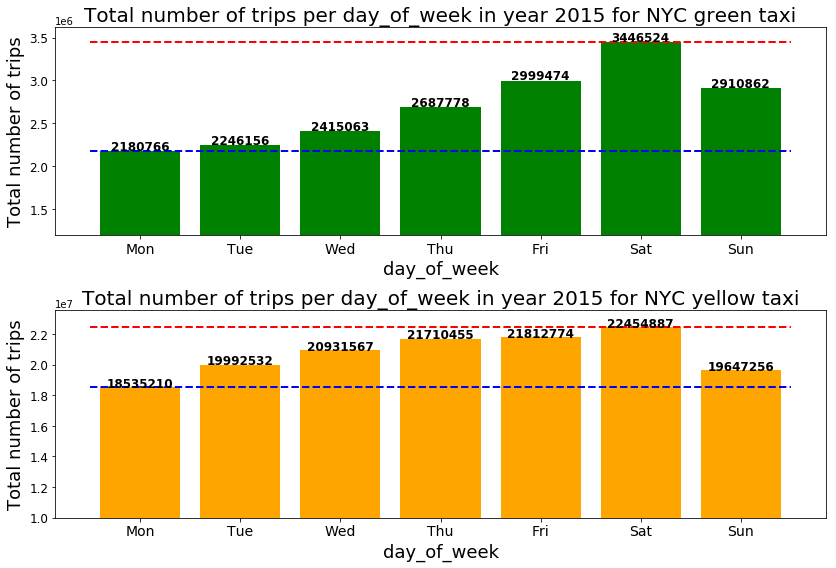 Total number of trips per day_of_week in year 2015 for NYC green taxi
1e6
Total number of trips
3.5
3.0
2.5
2.0
1.5
2180766
2246156
2415063
2687778
2999474
3446524
2910862
Mon Tue Wed Thu Fri Sat Sun
day_of_week
Total number of trips per day_of_week in year 2015 for NYC yellow taxi
1e7
Total number of trips
2.2
2.0
1.8
1.6
1.4
1.2
1.0
18535210
19992532
20931567
21710455
21812774
22454887
19647256
Mon Tue Wed Thu Fri Sat Sun
day_of_week